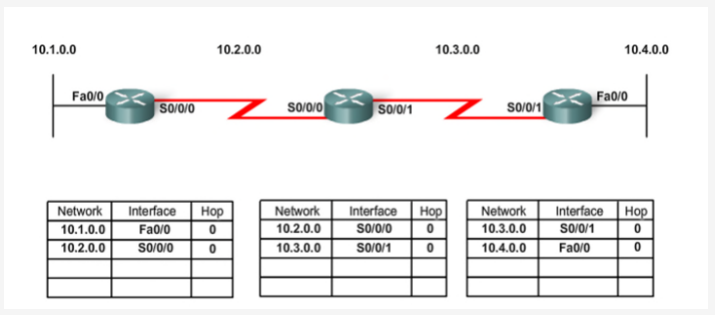 10.1.0.0 10.2.0.0 10.3.0.0 10.4.0.0
Fa0/0 S0/0/0 S0/0/0 S0/0/1 S0/0/1 Fa0/0
Network Interface Hop
10.1.0.0 Fa0/0 0
10.2.0.0 S0/0/0 0
Network Interface Hop
10.2.0.0 S0/0/0 0
10.3.0.0 S0/0/1 0
Network Interface Hop
10.3.0.0 S0/0/1 0
10.4.0.0 Fa0/0 0